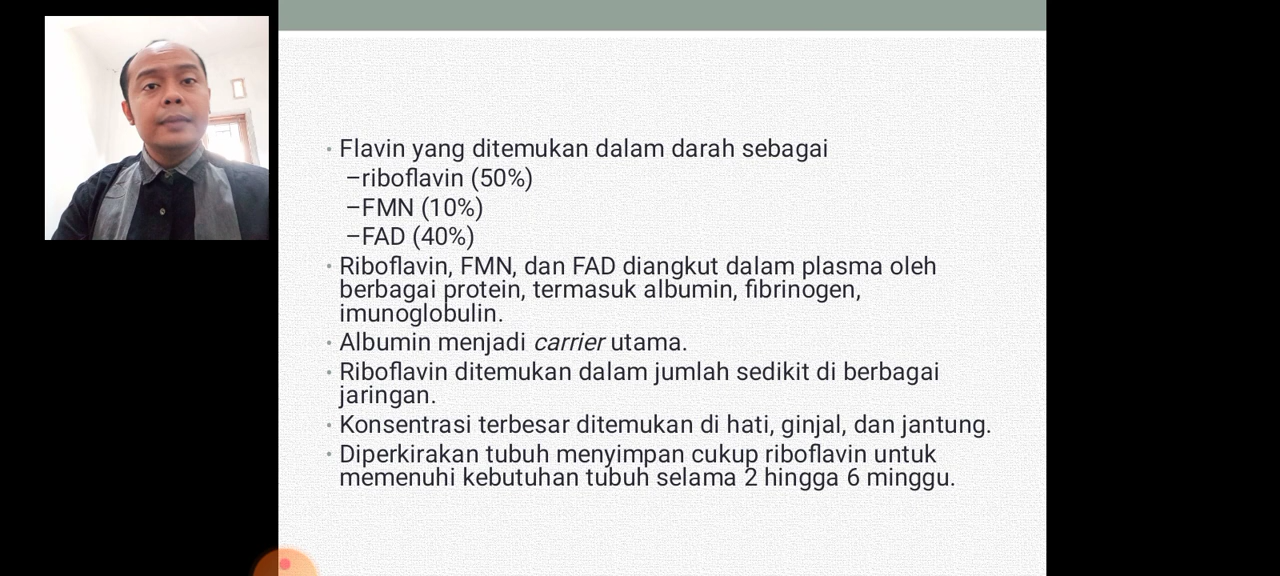 • Flavin yang ditemukan dalam darah sebagai
–riboflavin (50%)
–FMN (10%)
–FAD (40%)
• Riboflavin, FMN, dan FAD diangkut dalam plasma oleh
berbagai protein, termasuk albumin, fibrinogen,
imunoglobulin.
• Albumin menjadi carrier utama.
• Riboflavin ditemukan dalam jumlah sedikit di berbagai
jaringan.
• Konsentrasi terbesar ditemukan di hati, ginjal, dan jantung.
• Diperkirakan tubuh menyimpan cukup riboflavin untuk
memenuhi kebutuhan tubuh selama 2 hingga 6 minggu.